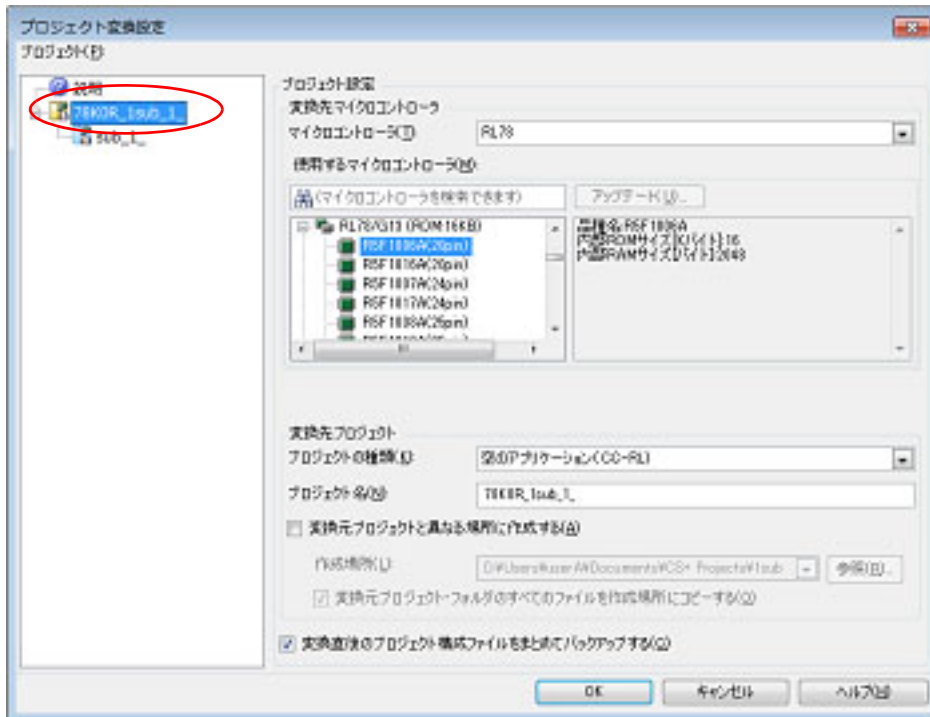 プロジェクト変換設定
プロジェクト(P)
説明
78K0R_1sub_1_
sub_1_
プロジェクト設定
変換先マイクロコントローラ
マイクロコントローラ(T)
RL78
使用するマイクロコントローラ(M):
(マイクロコントローラを検索できます)
アップデート(U)...
RL78/G13 (ROM:16KB)
R5F1006A(20pin)
R5F1016A(20pin)
R5F1007A(24pin)
R5F1017A(24pin)
R5F1008A(25pin)
品種名:R5F1006A
内部ROMサイズ[Kバイト]:16
内部RAMサイズ[バイト]:2048
変換先プロジェクト
プロジェクトの種類(K):
空のアプリケーション(CC-RL)
プロジェクト名(N):
78K0R_1sub_1_
変換元プロジェクトと異なる場所に作成する(A)
作成場所(L):
D:¥Users¥userA¥Documents¥CS+ Projects¥1sub
参照(R)...
変換元プロジェクト・フォルダのすべてのファイルを作成場所にコピーする(O)
変換直後のプロジェクト構成ファイルをまとめてバックアップする(C)
OK
キャンセル
ヘルプ(H)